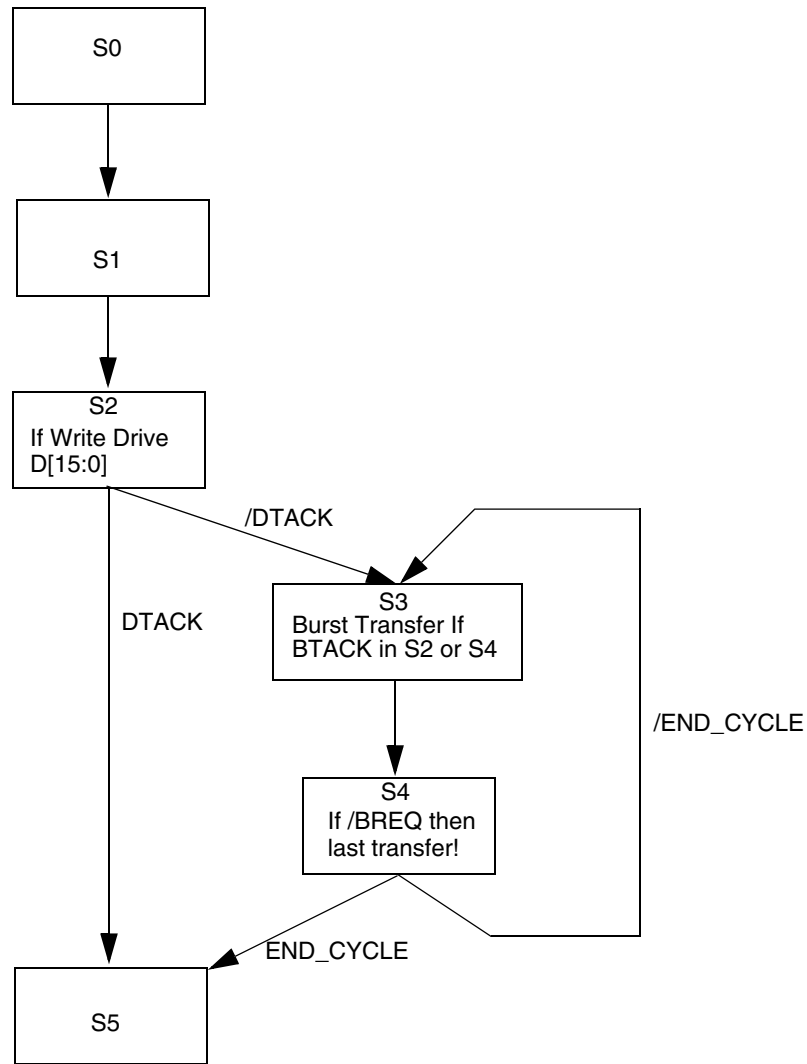 S0
S1
S2
If Write Drive
D[15:0]
/DTACK
DTACK
S3
Burst Transfer If
BTACK in S2 or S4
/END_CYCLE
S4
If /BREQ then
last transfer!
END_CYCLE
S5